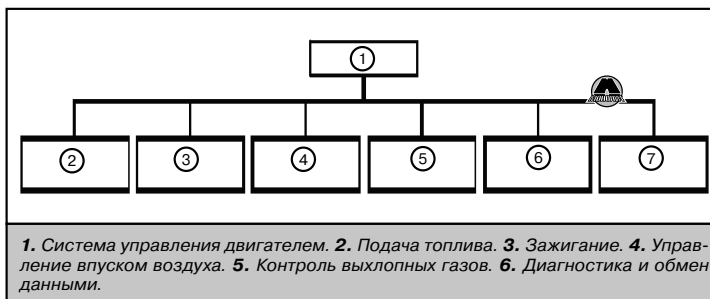 1
2 3 4 5 6 7
1. Система управления двигателем. 2. Подача топлива. 3. Зажигание. 4. Управ-
ление впуском воздуха. 5. Контроль выхлопных газов. 6. Диагностика и обмен
данными.